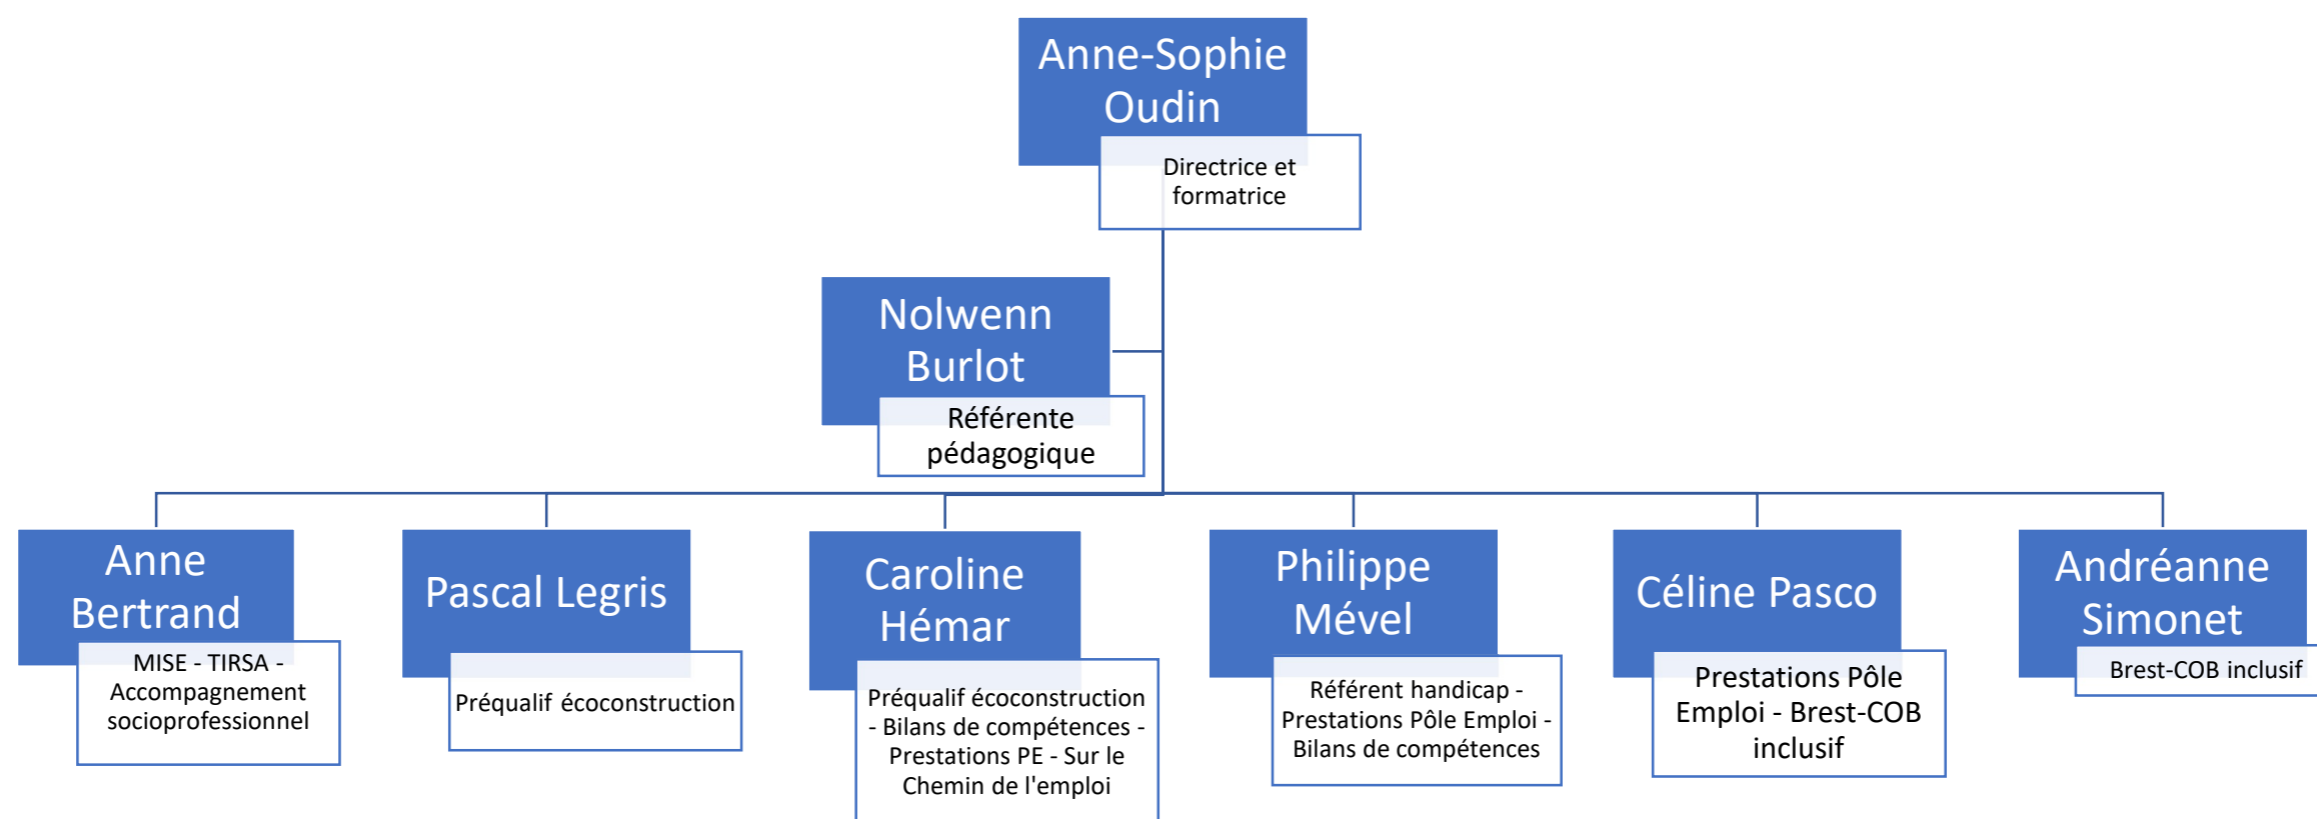 Anne-Sophie
Oudin
Directrice et
formatrice
Nolwenn
Burlot
Référente
pédagogique
Anne
Bertrand
MISE - TIRSA -
Accompagnement
socioprofessionnel
Pascal Legris
Préqualif écoconstruction
Caroline
Hémar
Préqualif écoconstruction
- Bilans de compétences -
Prestations PE - Sur le
Chemin de l'emploi
Philippe
Mével
Référent handicap -
Prestations Pôle Emploi -
Bilans de compétences
Céline Pasco
Prestations Pôle
Emploi - Brest-COB
inclusif
Andréanne
Simonet
Brest-COB inclusif